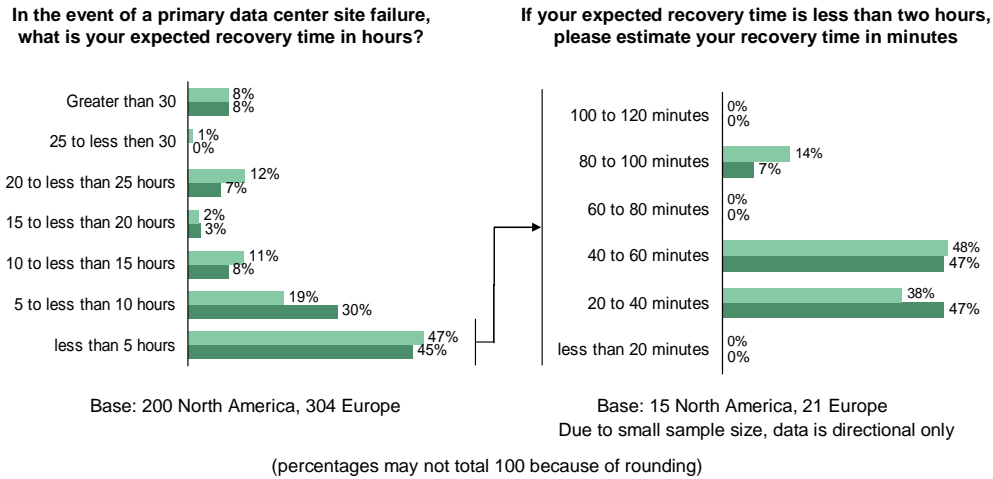 In the event of a primary data center site failure,
what is your expected recovery time in hours?
Greater than 30
8%
8%
25 to less then 30
1%
0%
20 to less than 25 hours
12%
7%
15 to less than 20 hours
2%
3%
10 to less than 15 hours
11%
8%
5 to less than 10 hours
19%
30%
less than 5 hours
47%
45%
Base: 200 North America, 304 Europe
If your expected recovery time is less than two hours,
please estimate your recovery time in minutes
100 to 120 minutes
0%
0%
80 to 100 minutes
14%
7%
60 to 80 minutes
0%
0%
40 to 60 minutes
48%
47%
20 to 40 minutes
38%
47%
less than 20 minutes
0%
0%
Base: 15 North America, 21 Europe
Due to small sample size, data is directional only
(percentages may not total 100 because of rounding)